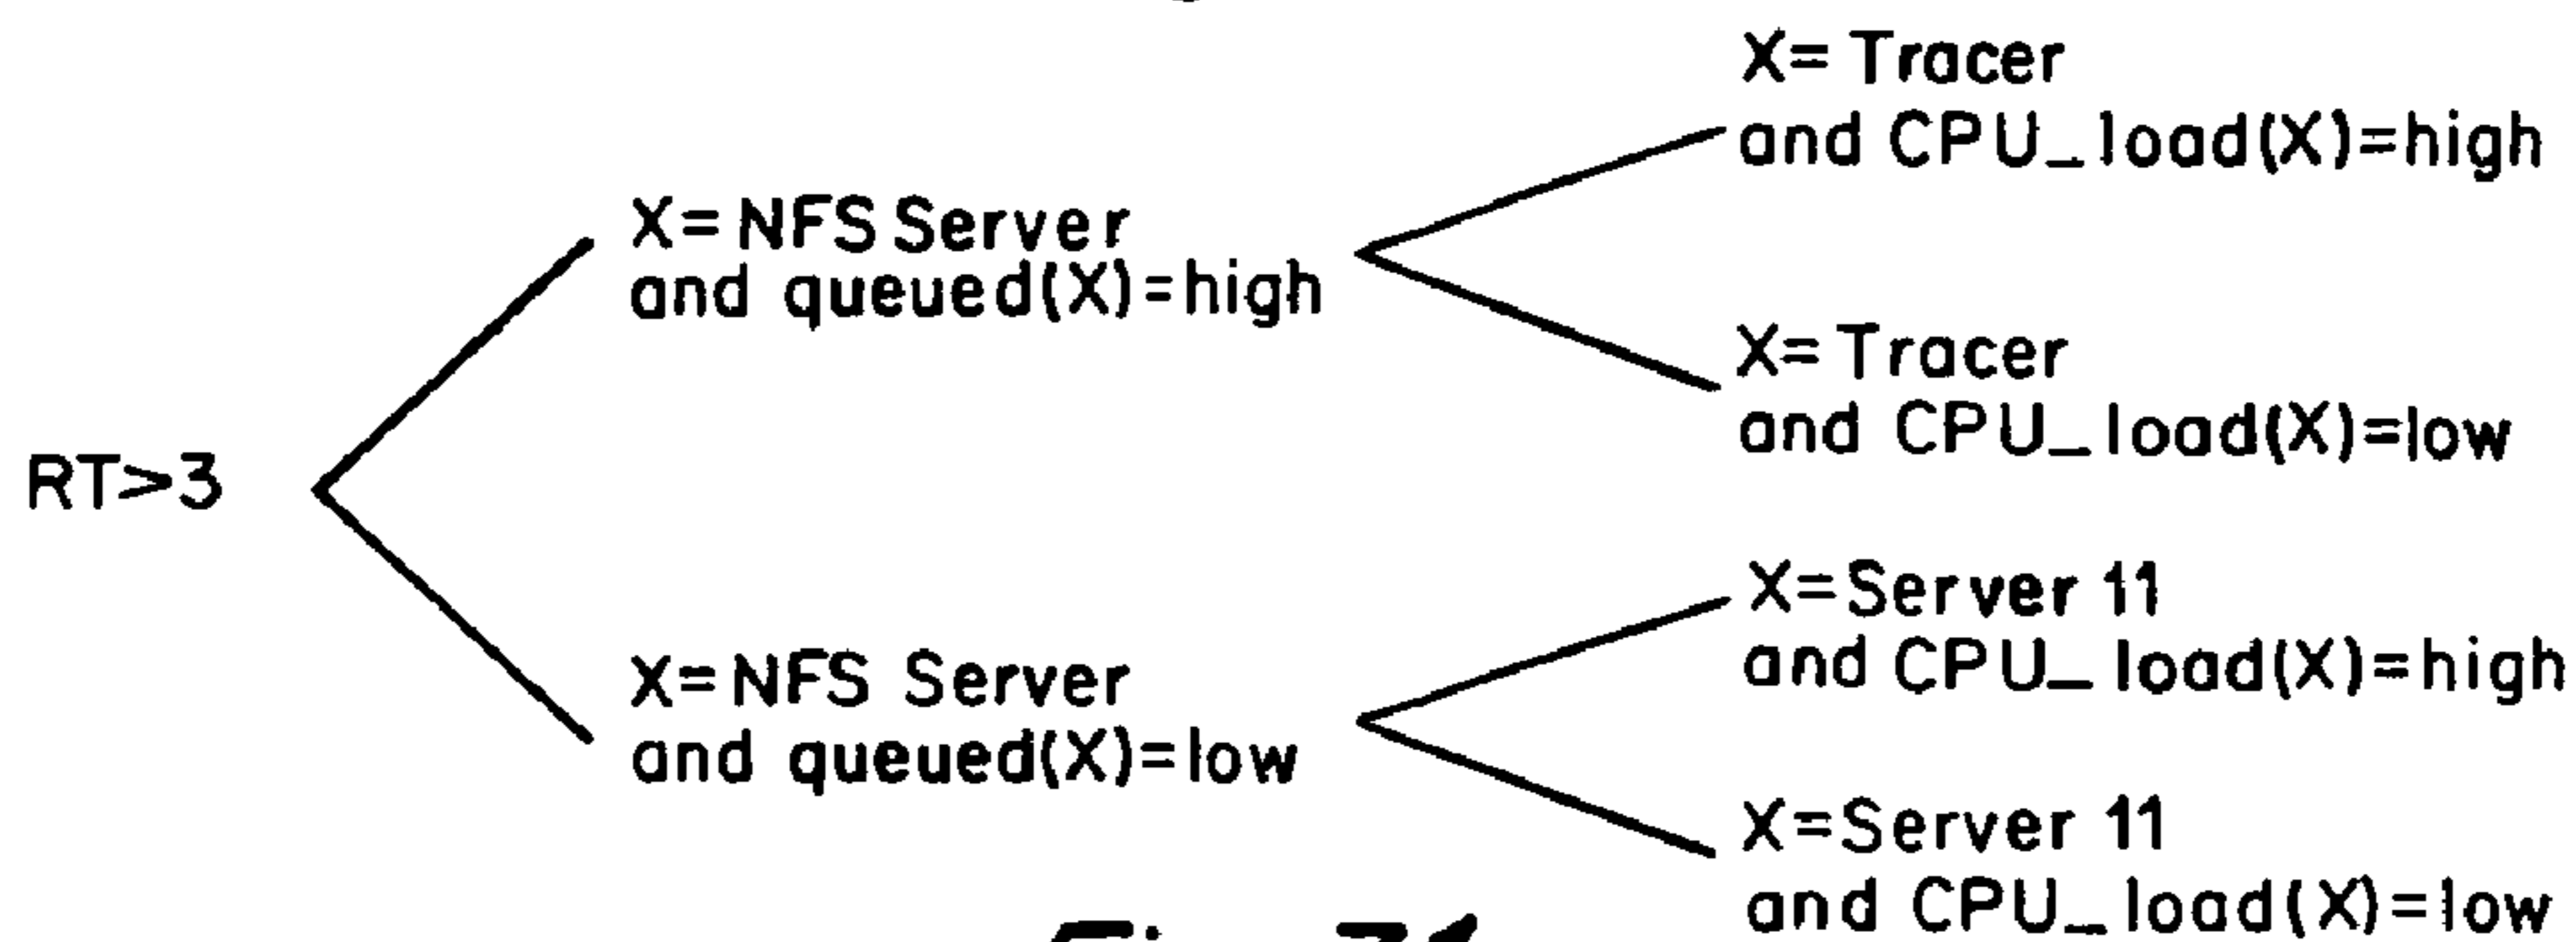 X= Tracer
and CPU_load(X)=high
X= NFS Server
and queued(X)=high
X= Tracer
and CPU_load(X)=low
RT>3
X=Server 11
and CPU_load(X)=high
X= NFS Server
and queued(X)=low
X=Server 11
and CPU_load(X)=low